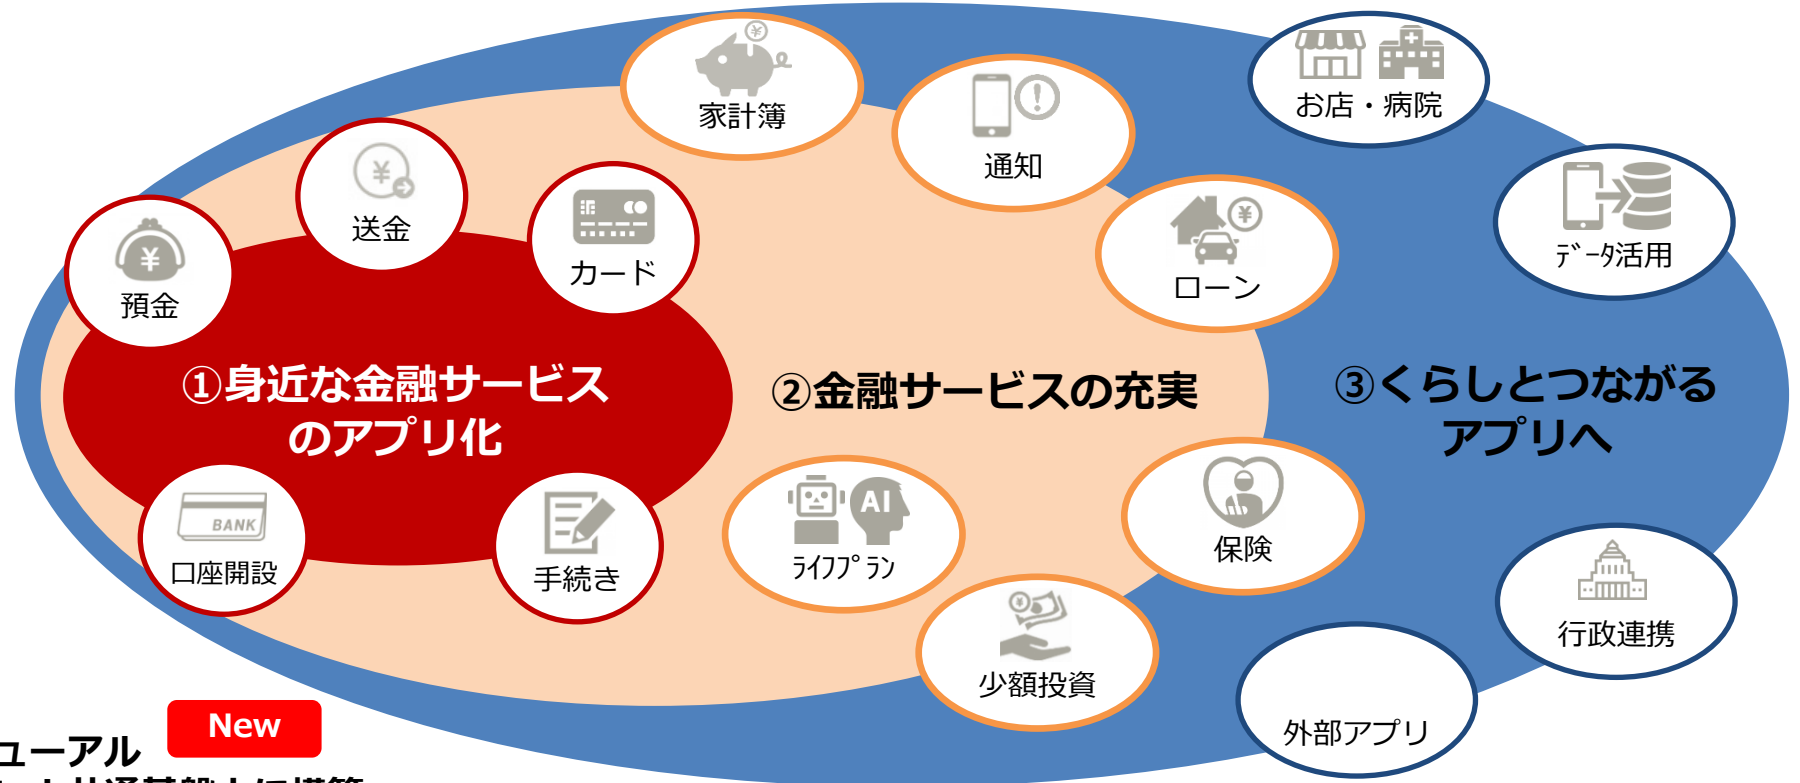 家計簿
通知
お店・病院
送金
カード
預金
ローン
ﾃﾞｰﾀ活用
BANK
AI
①身近な金融サービス
のアプリ化
②金融サービスの充実
③くらしとつながる
アプリへ
口座開設
手続き
ﾗｲﾌﾌﾟﾗﾝ
保険
少額投資
行政連携
外部アプリ
New
ューアル